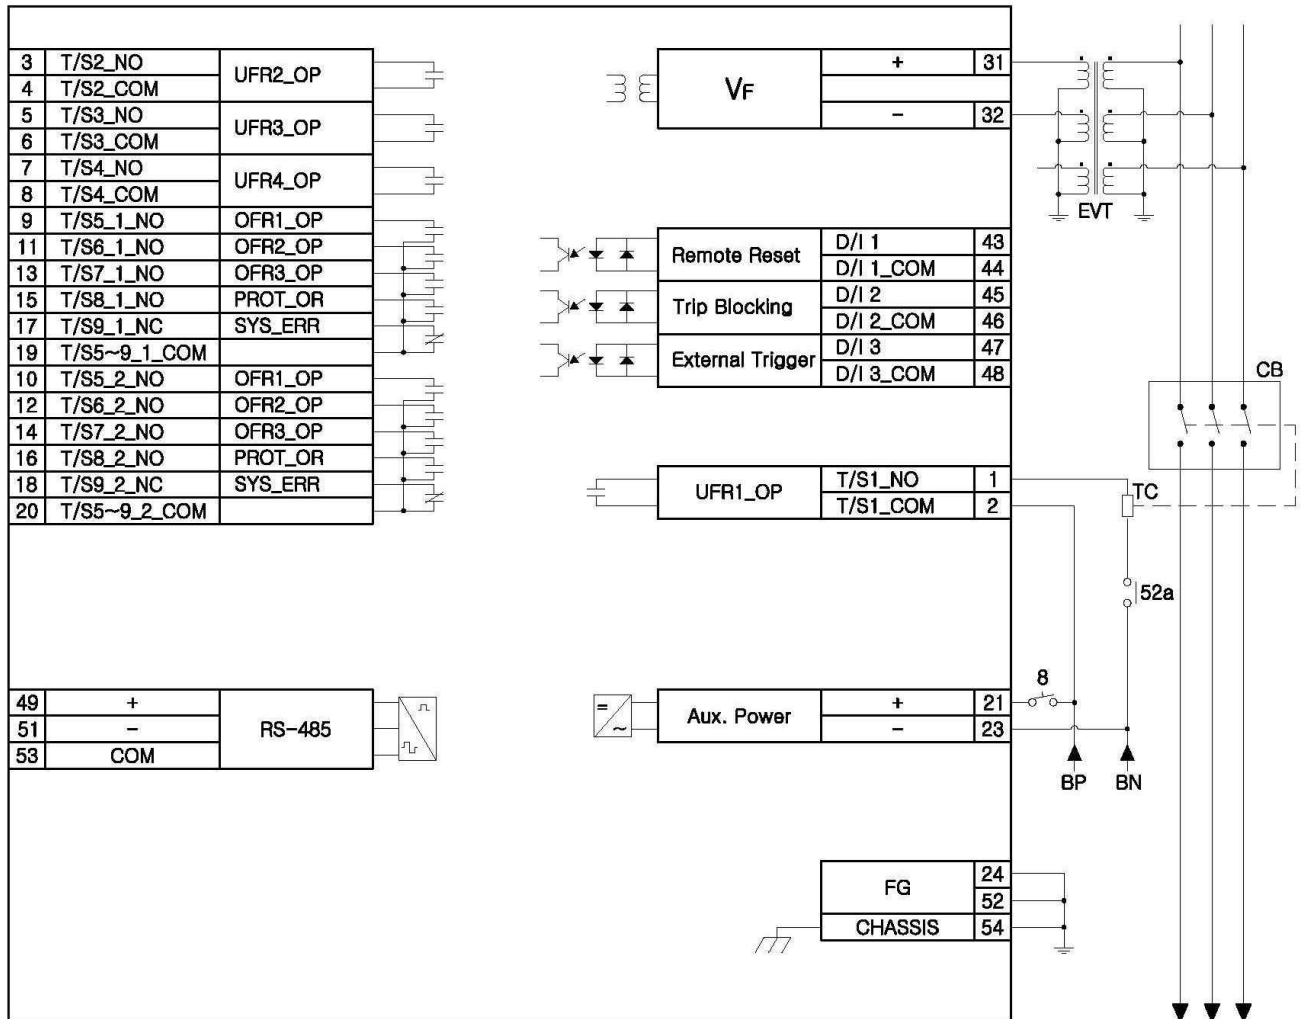 3 T/S2_NO UFR2_OP
4 T/S2_COM
5 T/S3_NO UFR3_OP
6 T/S3_COM
7 T/S4_NO UFR4_OP
8 T/S4_COM
9 T/S5_1_NO OFR1_OP
11 T/S6_1_NO OFR2_OP
13 T/S7_1_NO OFR3_OP
15 T/S8_1_NO PROT_OR
17 T/S9_1_NC SYS_ERR
19 T/S5~9_1_COM
10 T/S5_2_NO OFR1_OP
12 T/S6_2_NO OFR2_OP
14 T/S7_2_NO OFR3_OP
16 T/S8_2_NO PROT_OR
18 T/S9_2_NC SYS_ERR
20 T/S5~9_2_COM
49 + RS-485
51 -
53 COM
VF + 31
- 32
EVT
Remote Reset D/I 1 43
D/I 1_COM 44
Trip Blocking D/I 2 45
D/I 2_COM 46
External Trigger D/I 3 47
D/I 3_COM 48
CB
UFR1_OP T/S1_NO 1
T/S1_COM 2
TC
52a
8
Aux. Power + 21
- 23
BP BN
FG 24
52
CHASSIS 54